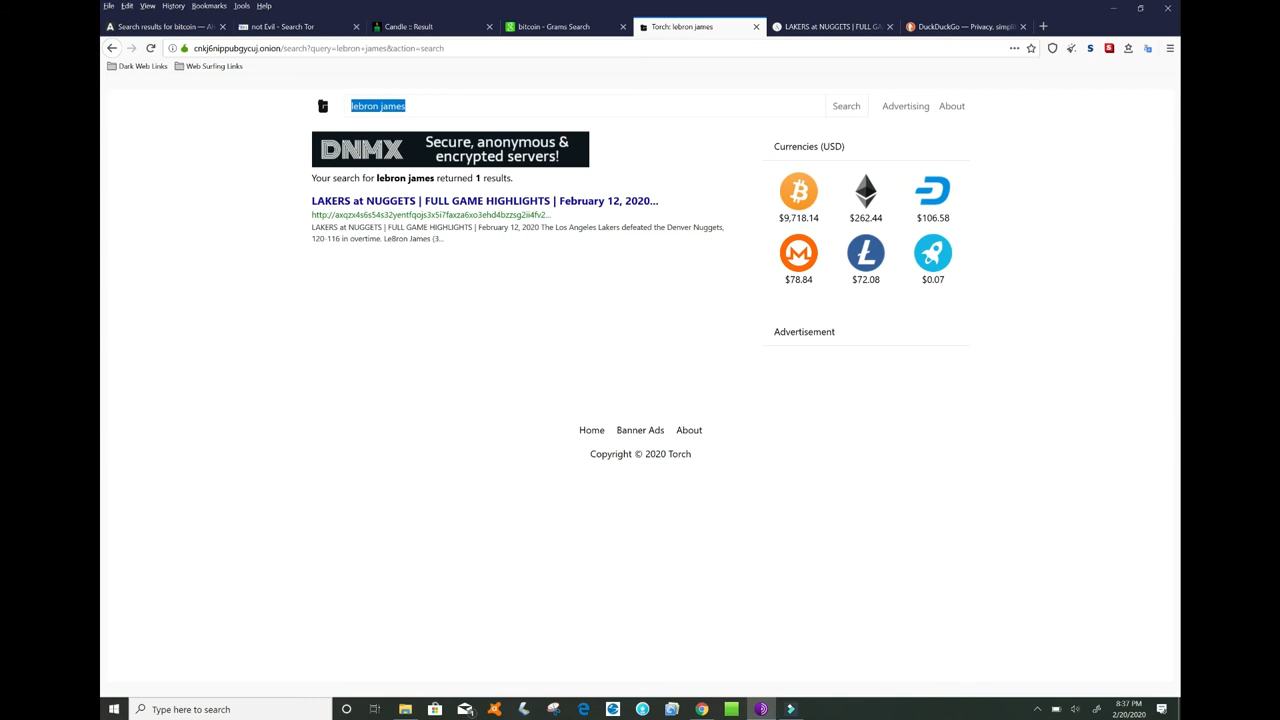 File Edit View History Bookmarks Tools Help
Search results for bitcoin — Ah
not Evil - Search Tor
Candle :: Result
bitcoin - Grams Search
Torch: lebron james
LAKERS at NUGGETS | FULL GA
DuckDuckGo — Privacy, simpli
cnkj6nippubgycuj.onion/search?query=lebron+james&action=search
Dark Web Links Web Surfing Links
lebron james Search Advertising About
DNMX Secure, anonymous &
encrypted servers!
Your search for lebron james returned 1 results.
LAKERS at NUGGETS | FULL GAME HIGHLIGHTS | February 12, 2020...
http://axqzx4s6s54s32yentfqojs3x5i7faxza6xo3ehd4bzzsg2ii4fv2...
LAKERS at NUGGETS | FULL GAME HIGHLIGHTS | February 12, 2020 The Los Angeles Lakers defeated the Denver Nuggets,
120-116 in overtime. LeBron James (3...
Currencies (USD)
$9,718.14 $262.44 $106.58
$78.84 $72.08 $0.07
Advertisement
Home Banner Ads About
Copyright © 2020 Torch
Type here to search
8:37 PM
2/20/2020